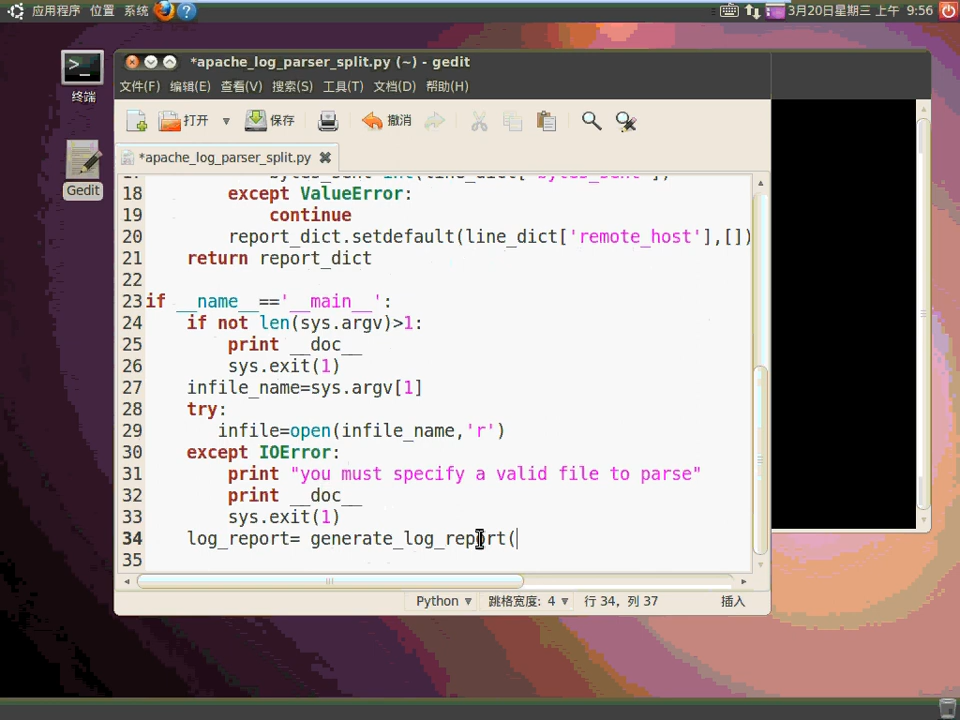 应用程序 位置 系统 ? 3月20日星期三 上午 9:56
终端
Gedit
*apache_log_parser_split.py (~) - gedit
文件(F) 编辑(E) 查看(V) 搜索(S) 工具(T) 文档(D) 帮助(H)
打开 保存 撤消
*apache_log_parser_split.py
18 except ValueError:
19 continue
20 report_dict.setdefault(line_dict['remote_host'],[])
21 return report_dict
22
23 if __name__=='__main__':
24 if not len(sys.argv)>1:
25 print __doc__
26 sys.exit(1)
27 infile_name=sys.argv[1]
28 try:
29 infile=open(infile_name,'r')
30 except IOError:
31 print "you must specify a valid file to parse"
32 print __doc__
33 sys.exit(1)
34 log_report= generate_log_report(
35
Python 跳格宽度: 4 行 34, 列 37 插入